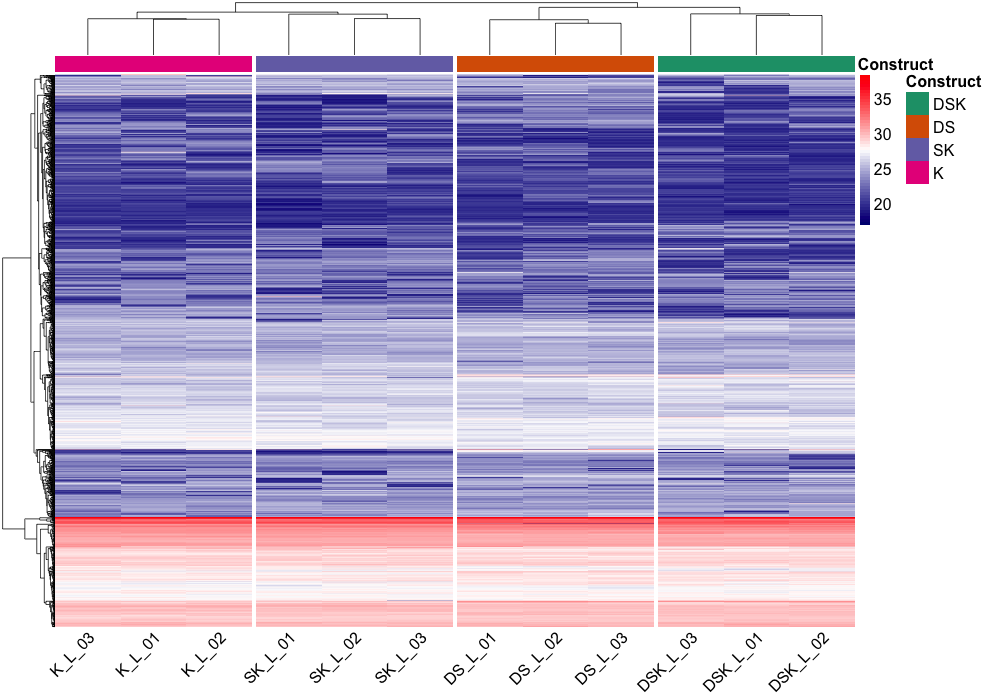 Construct
Construct
35
30
25
20
DSK
DS
SK
K
K_L_03
K_L_01
K_L_02
SK_L_01
SK_L_02
SK_L_03
DS_L_01
DS_L_02
DS_L_03
DSK_L_03
DSK_L_01
DSK_L_02